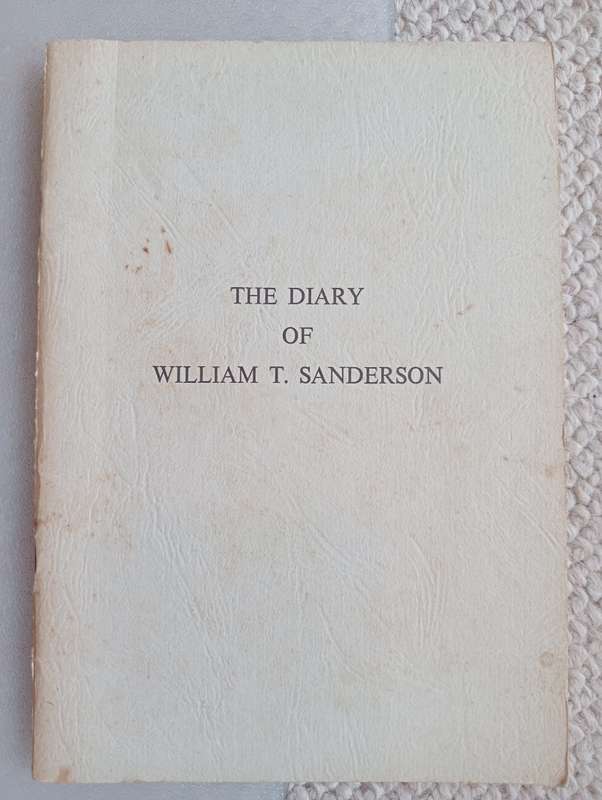 THE DIARY
OF
WILLIAM T. SANDERSON